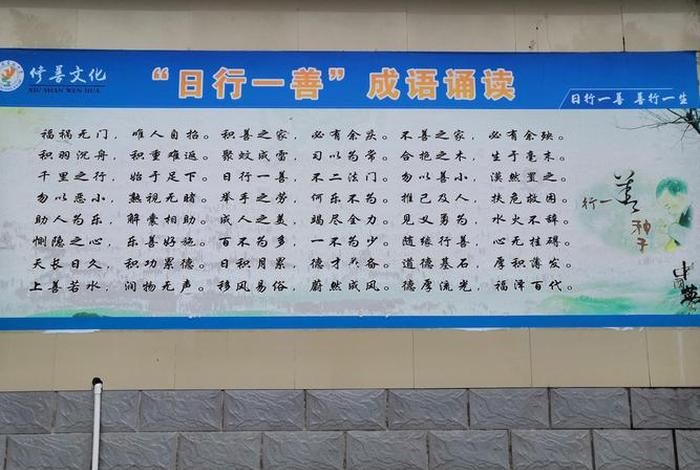 修善文化
XIU SHAN WEN HUA
“日行一善”成语诵读
日行一善 善行一生
福祸无门，唯人自招。积善之家，必有余庆。不善之家，必有余殃。
积羽沉舟，积重难返。聚蚊成雷，习以为常。合抱之木，生于毫末。
千里之行，始于足下。日行一善，不二法门。勿以善小，漠然置之。
勿以恶小，熟视无睹。举手之劳，何乐不为。推己及人，扶危救困。
助人为乐，解囊相助。成人之美，竭尽全力。见义勇为，水火不辞。
恻隐之心，乐善好施。百不为多，一不为少。随缘行善，心无挂碍。
天长日久，积功累德。日积月累，德才兼备。道德基石，厚积薄发。
上善若水，润物无声。移风易俗，蔚然成风。德厚流光，福泽百代。
行一善
种子
中国